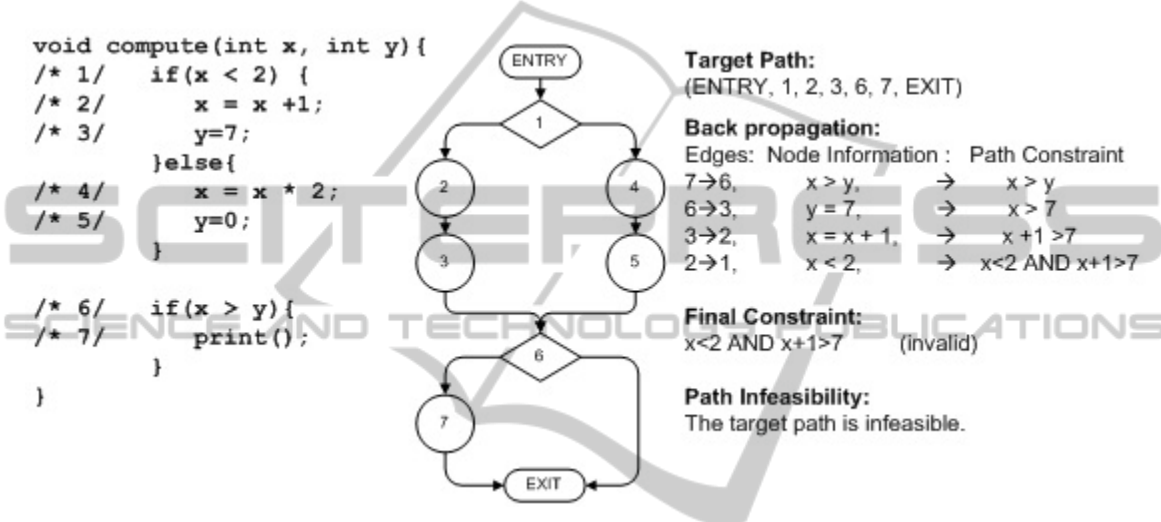 void compute(int x, int y){
/* 1/ if(x < 2) {
/* 2/ x = x +1;
/* 3/ y=7;
}else{
/* 4/ x = x * 2;
/* 5/ y=0;
}
/* 6/ if(x > y){
/* 7/ print();
}
}
ENTRY
1
2
4
3
5
6
7
EXIT
Target Path:
(ENTRY, 1, 2, 3, 6, 7, EXIT)
Back propagation:
Edges: Node Information : Path Constraint
7→6, x > y, → x > y
6→3, y = 7, → x > 7
3→2, x = x + 1, → x +1 >7
2→1, x < 2, → x<2 AND x+1>7
Final Constraint:
x<2 AND x+1>7 (invalid)
Path Infeasibility:
The target path is infeasible.
SCITEPRESS
SCIENCE AND TECHNOLOGY PUBLICATIONS